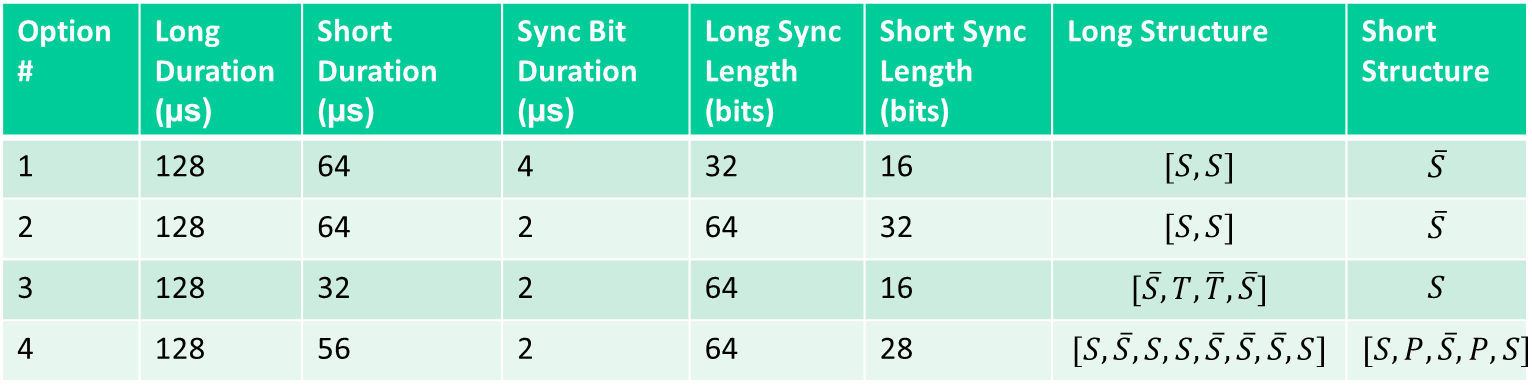 Option # Long Duration (µs) Short Duration (µs) Sync Bit Duration (µs) Long Sync Length (bits) Short Sync Length (bits) Long Structure Short Structure
1 128 64 4 32 16 [S, S] S̄
2 128 64 2 64 32 [S, S] S̄
3 128 32 2 64 16 [S̄, T, T̄, S̄] S
4 128 56 2 64 28 [S, S̄, S, S, S̄, S̄, S̄, S] [S, P, S̄, P, S]